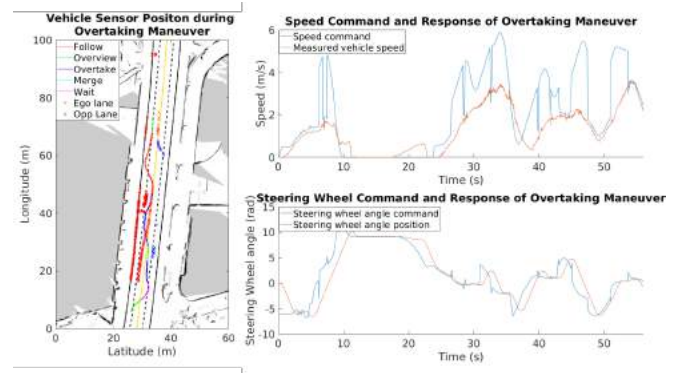 Vehicle Sensor Positon during
Overtaking Maneuver
100
80
60
40
20
0
Longitude (m)
Follow
Overview
Overtake
Merge
Wait
Ego lane
Opp Lane
0 20 40 60
Latitude (m)
Speed Command and Response of Overtaking Maneuver
6
4
2
0
Speed (m/s)
Speed command
Measured vehicle speed
0 10 20 30 40 50
Time (s)
Steering Wheel Command and Response of Overtaking Maneuver
15
10
5
0
-5
-10
Steering Wheel angle (rad)
Steering wheel angle command
Steering wheel angle position
0 10 20 30 40 50
Time (s)